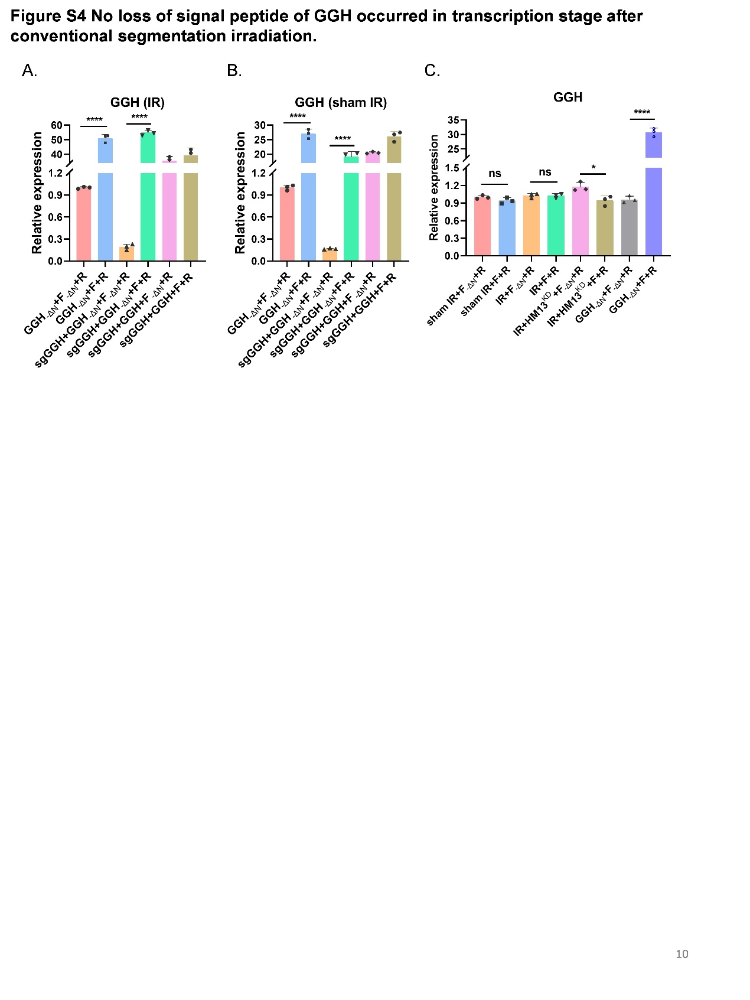 Figure S4 No loss of signal peptide of GGH occurred in transcription stage after
conventional segmentation irradiation.
A.
GGH (IR)
Relative expression
60
50
40
1.2
0.9
0.6
0.3
0.0
****
****
GGH-ΔN+F-ΔN+R
GGH-ΔN+F+R
sgGGH+GGH-ΔN+F-ΔN+R
sgGGH+GGH-ΔN+F+R
sgGGH+GGH+F-ΔN+R
sgGGH+GGH+F+R
B.
GGH (sham IR)
Relative expression
30
25
20
1.2
0.9
0.6
0.3
0.0
****
****
GGH-ΔN+F-ΔN+R
GGH-ΔN+F+R
sgGGH+GGH-ΔN+F-ΔN+R
sgGGH+GGH-ΔN+F+R
sgGGH+GGH+F-ΔN+R
sgGGH+GGH+F+R
C.
GGH
Relative expression
35
30
25
1.5
1.2
0.9
0.6
0.3
0.0
ns
ns
*
****
sham IR+F-ΔN+R
sham IR+F+R
IR+F-ΔN+R
IR+F+R
IR+HM13KD+F-ΔN+R
IR+HM13KD+F+R
GGH-ΔN+F-ΔN+R
GGH-ΔN+F+R
10